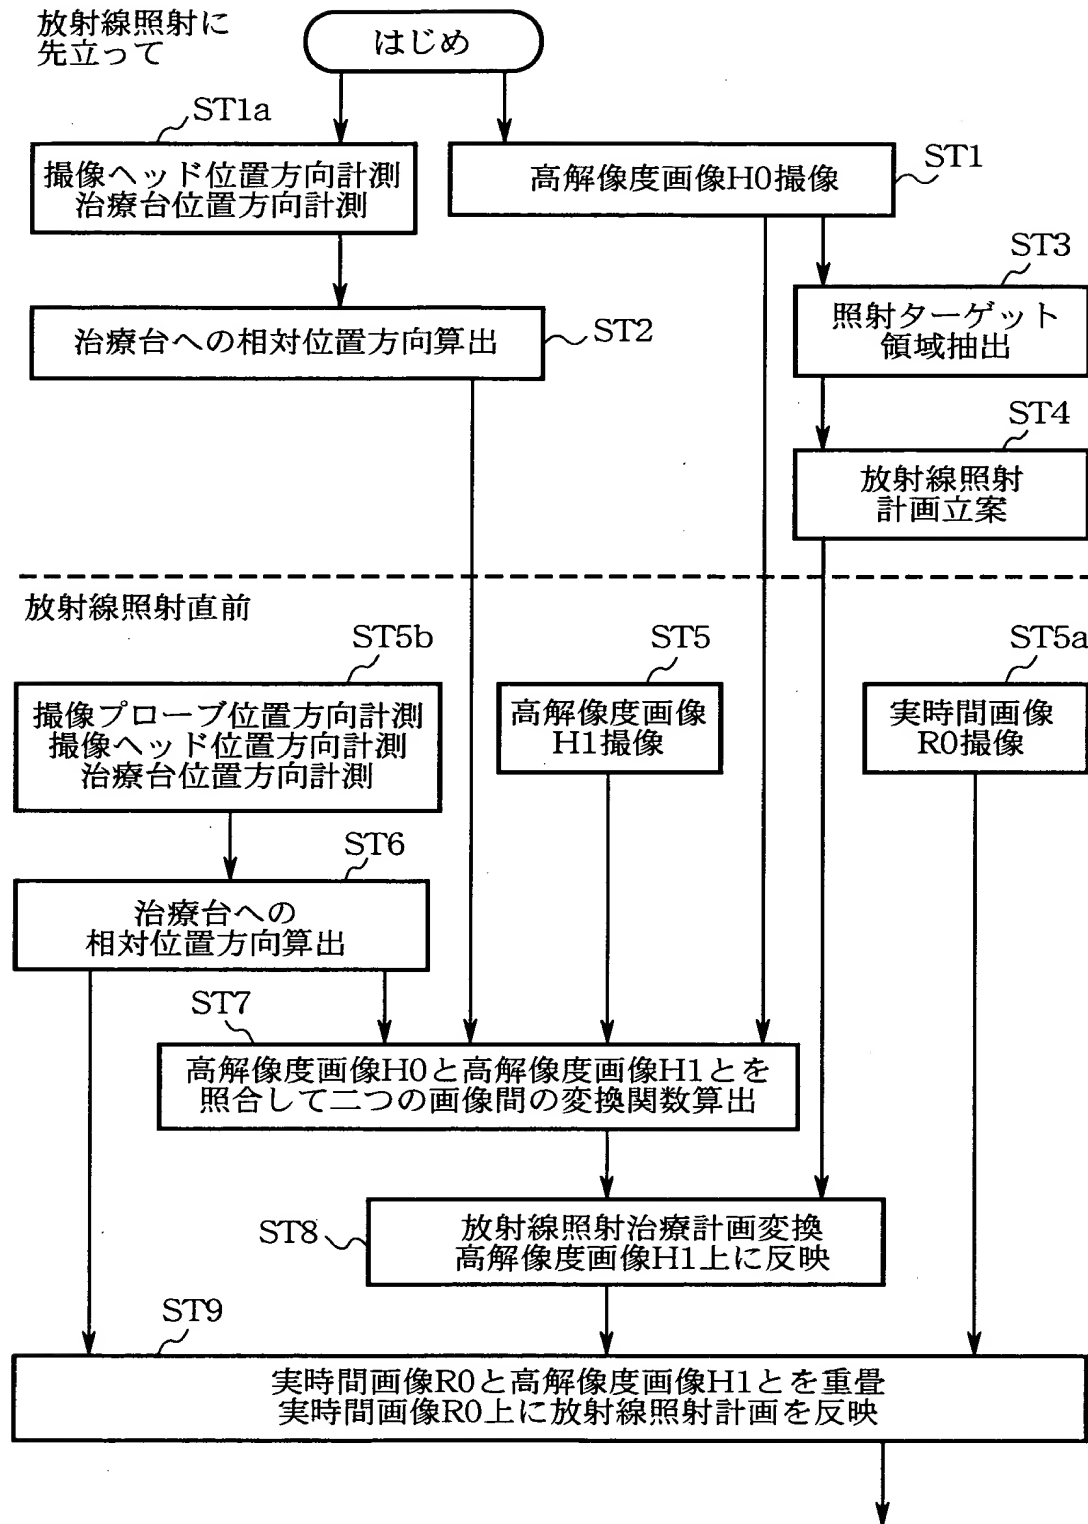 放射線照射に
先立って
はじめ
ST1a
撮像ヘッド位置方向計測
治療台位置方向計測
ST1
高解像度画像H0撮像
ST3
照射ターゲット
領域抽出
ST2
治療台への相対位置方向算出
ST4
放射線照射
計画立案
放射線照射直前
ST5b
撮像プローブ位置方向計測
撮像ヘッド位置方向計測
治療台位置方向計測
ST5
高解像度画像
H1撮像
ST5a
実時間画像
R0撮像
ST6
治療台への
相対位置方向算出
ST7
高解像度画像H0と高解像度画像H1とを
照合して二つの画像間の変換関数算出
ST8
放射線照射治療計画変換
高解像度画像H1上に反映
ST9
実時間画像R0と高解像度画像H1とを重畳
実時間画像R0上に放射線照射計画を反映